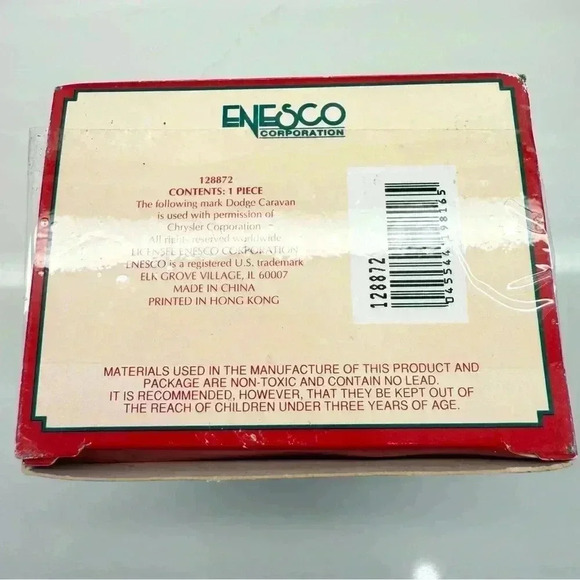 ENESCO
CORPORATION
128872
CONTENTS: 1 PIECE
The following mark Dodge Caravan
is used with permission of
Chrysler Corporation
All rights reserved worldwide
LICENSEE ENESCO CORPORATION
ENESCO is a registered U.S. trademark
ELK GROVE VILLAGE, IL 60007
MADE IN CHINA
PRINTED IN HONG KONG
128872
MATERIALS USED IN THE MANUFACTURE OF THIS PRODUCT AND
PACKAGE ARE NON-TOXIC AND CONTAIN NO LEAD.
IT IS RECOMMENDED, HOWEVER, THAT THEY BE KEPT OUT OF
THE REACH OF CHILDREN UNDER THREE YEARS OF AGE.